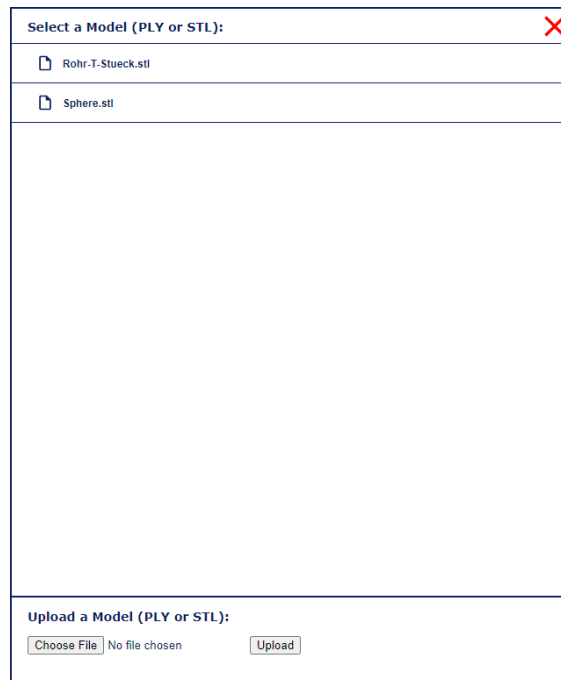 Select a Model (PLY or STL):
Rohr-T-Stueck.stl
Sphere.stl
Upload a Model (PLY or STL):
Choose File No file chosen Upload